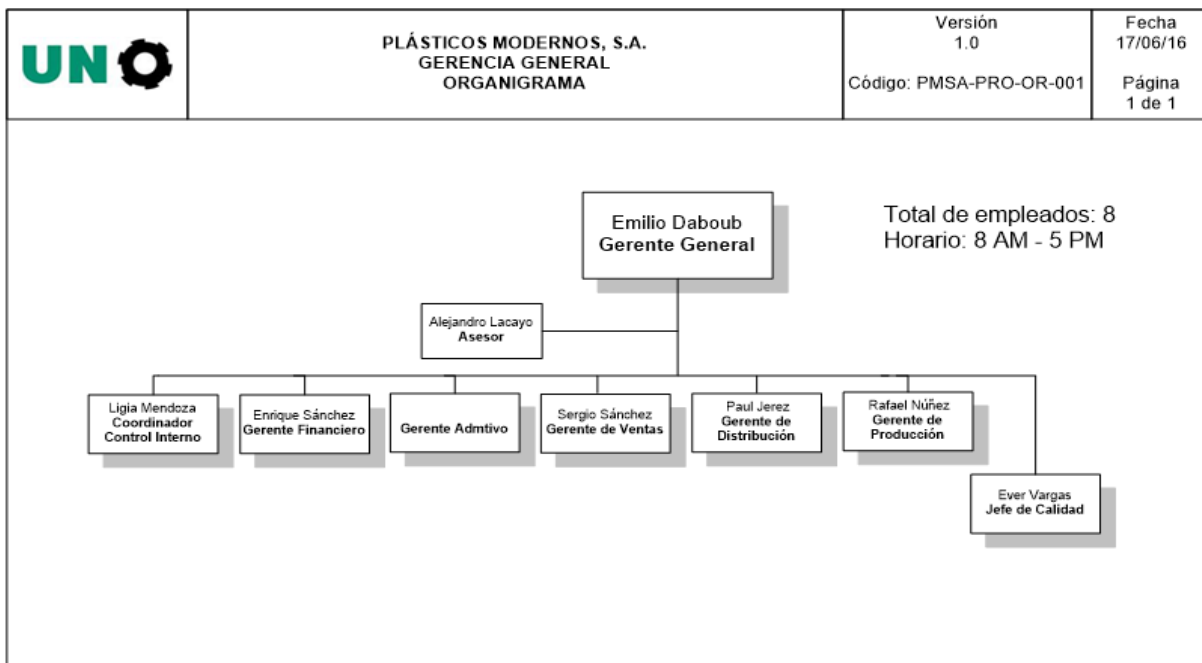 UNO
PLÁSTICOS MODERNOS, S.A.
GERENCIA GENERAL
ORGANIGRAMA
Versión
1.0
Código: PMSA-PRO-OR-001
Fecha
17/06/16
Página
1 de 1
Emilio Daboub
Gerente General
Total de empleados: 8
Horario: 8 AM - 5 PM
Alejandro Lacayo
Asesor
Ligia Mendoza
Coordinador
Control Interno
Enrique Sánchez
Gerente Financiero
Gerente Admtivo
Sergio Sánchez
Gerente de Ventas
Paul Jerez
Gerente de
Distribución
Rafael Núñez
Gerente de
Producción
Ever Vargas
Jefe de Calidad